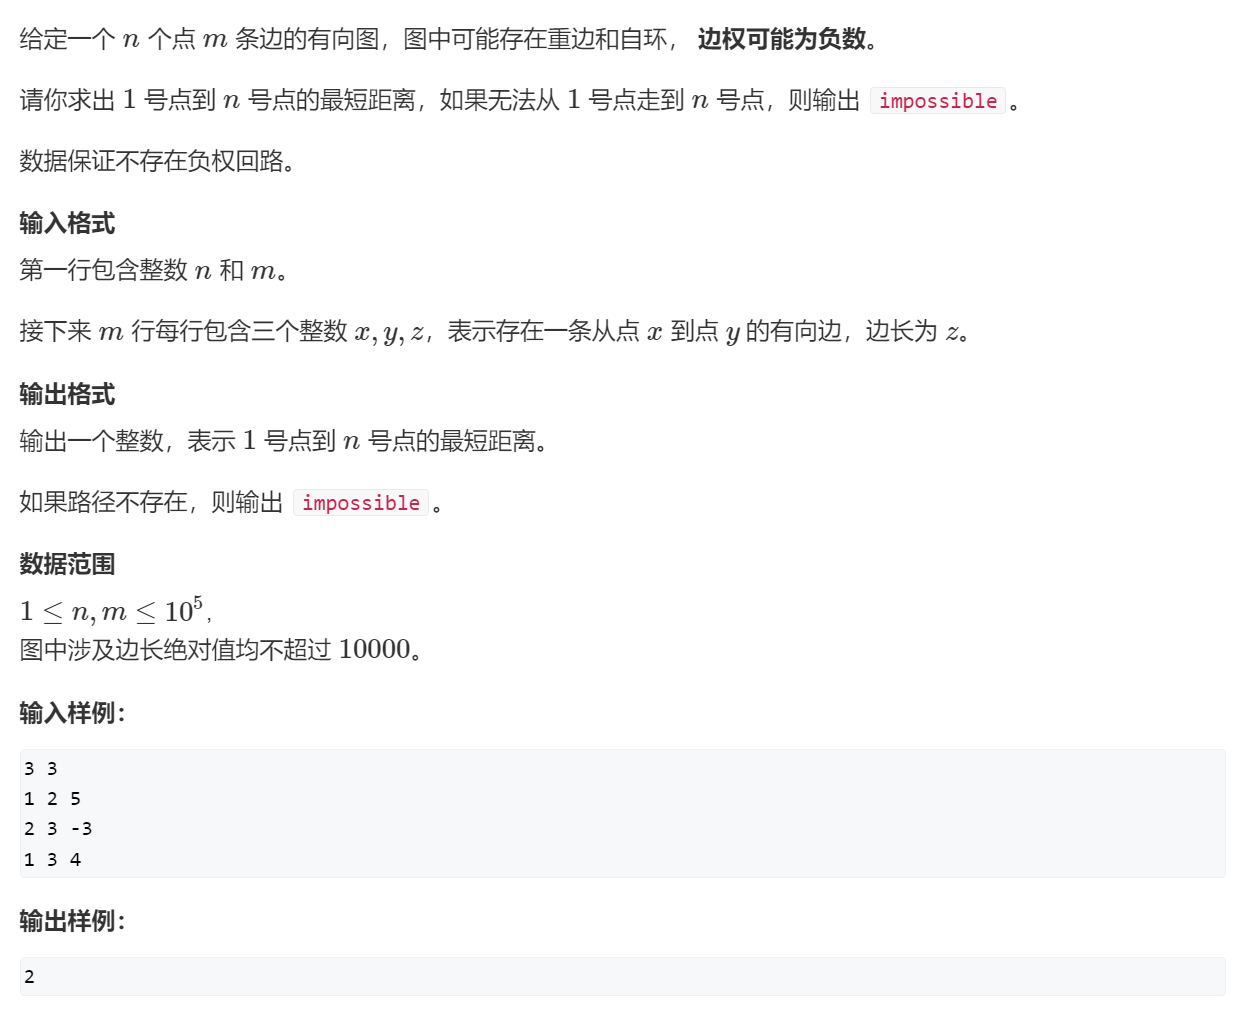 给定一个 n 个点 m 条边的有向图，图中可能存在重边和自环， 边权可能为负数。
请你求出 1 号点到 n 号点的最短距离，如果无法从 1 号点走到 n 号点，则输出 impossible 。
数据保证不存在负权回路。
输入格式
第一行包含整数 n 和 m。
接下来 m 行每行包含三个整数 x, y, z，表示存在一条从点 x 到点 y 的有向边，边长为 z。
输出格式
输出一个整数，表示 1 号点到 n 号点的最短距离。
如果路径不存在，则输出 impossible 。
数据范围
1 ≤ n, m ≤ 10⁵,
图中涉及边长绝对值均不超过 10000。
输入样例：
3 3
1 2 5
2 3 -3
1 3 4
输出样例：
2